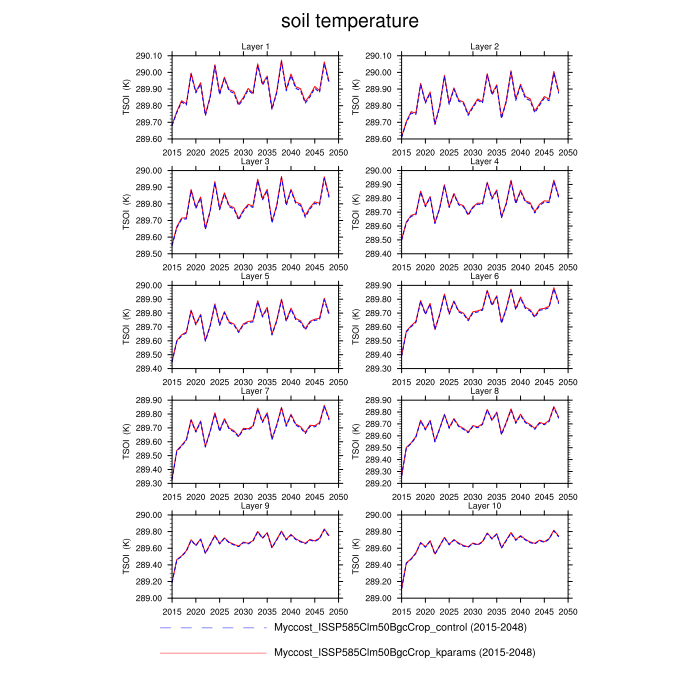 soil temperature
Layer 1
Layer 2
TSOI (K)
290.10
290.00
289.90
289.80
289.70
289.60
2015 2020 2025 2030 2035 2040 2045 2050
TSOI (K)
290.10
290.00
289.90
289.80
289.70
289.60
2015 2020 2025 2030 2035 2040 2045 2050
Layer 3
Layer 4
TSOI (K)
290.00
289.90
289.80
289.70
289.60
289.50
2015 2020 2025 2030 2035 2040 2045 2050
TSOI (K)
290.00
289.90
289.80
289.70
289.60
289.50
289.40
2015 2020 2025 2030 2035 2040 2045 2050
Layer 5
Layer 6
TSOI (K)
290.00
289.90
289.80
289.70
289.60
289.50
289.40
2015 2020 2025 2030 2035 2040 2045 2050
TSOI (K)
289.90
289.80
289.70
289.60
289.50
289.40
289.30
2015 2020 2025 2030 2035 2040 2045 2050
Layer 7
Layer 8
TSOI (K)
289.90
289.80
289.70
289.60
289.50
289.40
289.30
2015 2020 2025 2030 2035 2040 2045 2050
TSOI (K)
289.90
289.80
289.70
289.60
289.50
289.40
289.30
289.20
2015 2020 2025 2030 2035 2040 2045 2050
Layer 9
Layer 10
TSOI (K)
290.00
289.80
289.60
289.40
289.20
289.00
2015 2020 2025 2030 2035 2040 2045 2050
TSOI (K)
290.00
289.80
289.60
289.40
289.20
289.00
2015 2020 2025 2030 2035 2040 2045 2050
Myccost_ISSP585Clm50BgcCrop_control (2015-2048)
Myccost_ISSP585Clm50BgcCrop_kparams (2015-2048)